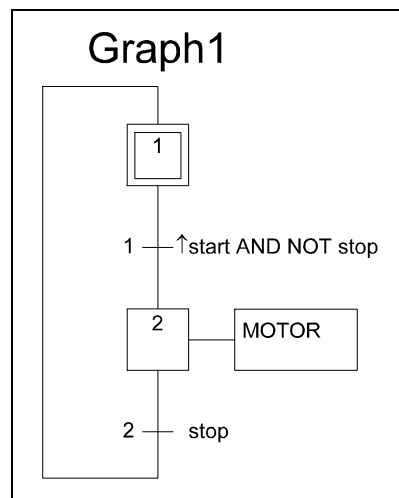 Graph1
1
1 ↑start AND NOT stop
2 MOTOR
2 stop